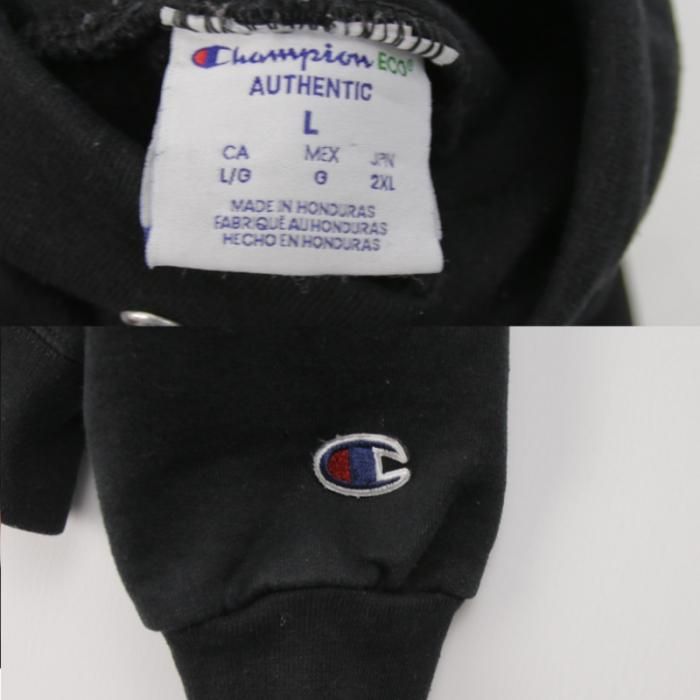 Champion ECO®
AUTHENTIC
L
CA MEX JPN
L/G G 2XL
MADE IN HONDURAS
FABRIQUÉ AU HONDURAS
HECHO EN HONDURAS